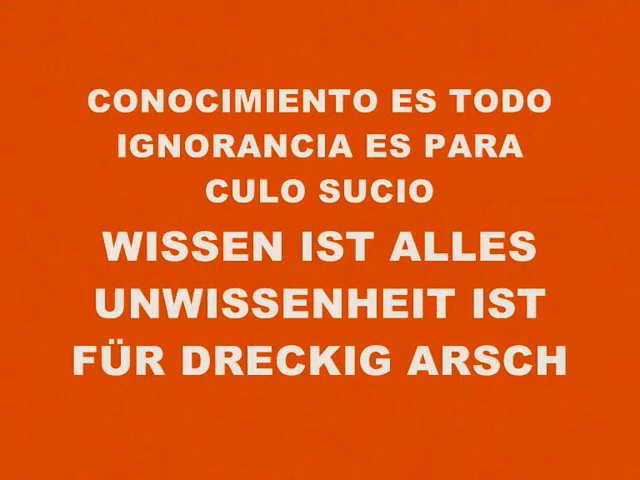 CONOCIMIENTO ES TODO
IGNORANCIA ES PARA
CULO SUCIO
WISSEN IST ALLES
UNWISSENHEIT IST
FÜR DRECKIG ARSCH